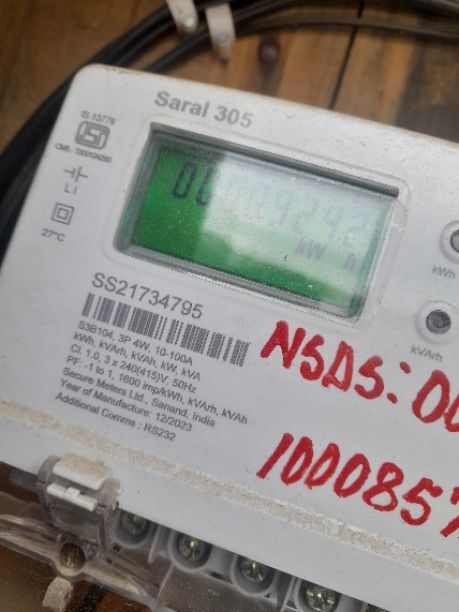 Saral 305
IS 13779
CM/L-
LI
27°C
kW h
kWh
kVArh
SS21734795
S3B104, 3P 4W, 10-100A
kWh, kVArh, kVAh, kW, kVA
Cl. 1.0, 3 x 240(415)V, 50Hz
PF: -1 to 1, 1600 imp/kWh, kVArh, kVAh
Secure Meters Ltd., Sanand, India
Year of Manufacture: 12/2023
Additional Comms : RS232
NSDS: 00
1000857